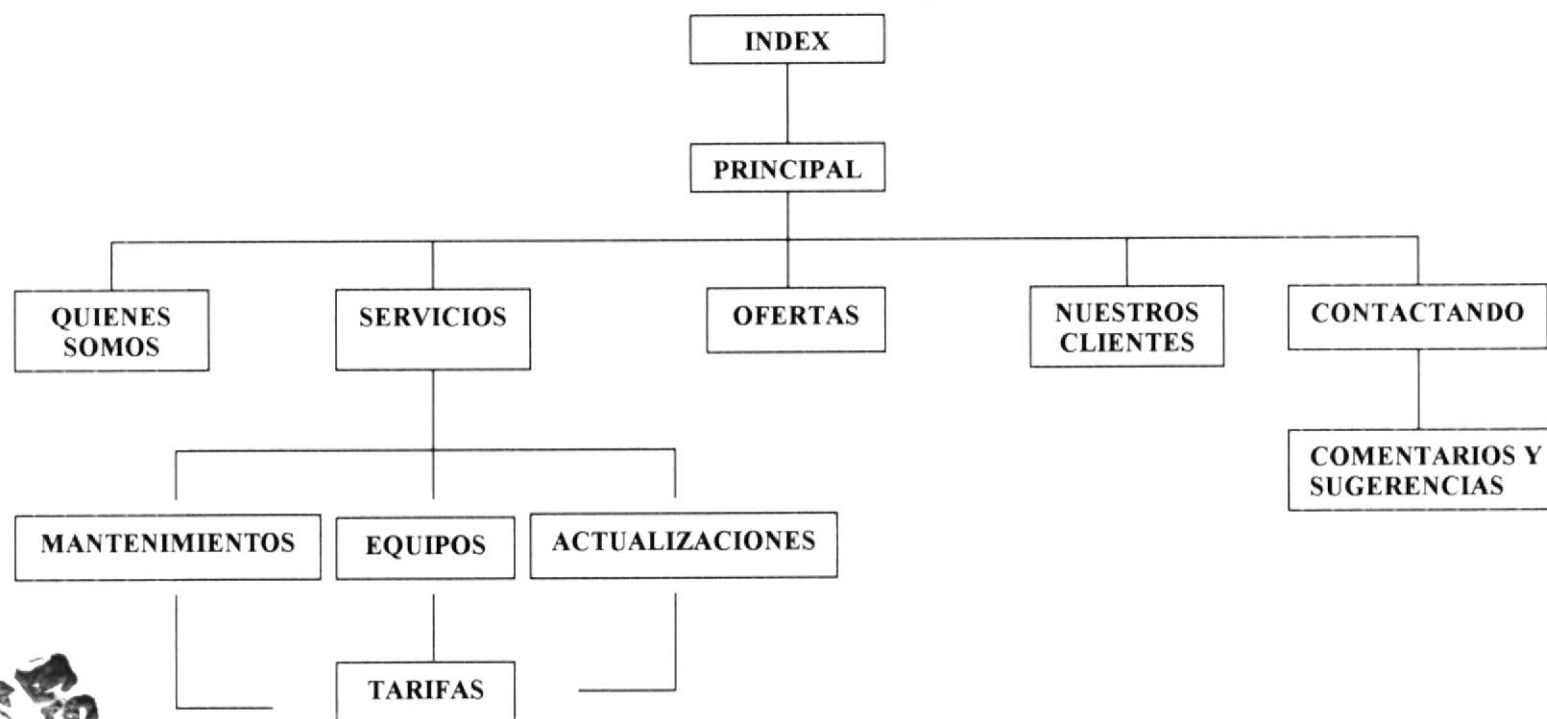 INDEX
PRINCIPAL
QUIENES
SOMOS
SERVICIOS
OFERTAS
NUESTROS
CLIENTES
CONTACTANDO
COMENTARIOS Y
SUGERENCIAS
MANTENIMIENTOS
EQUIPOS
ACTUALIZACIONES
TARIFAS